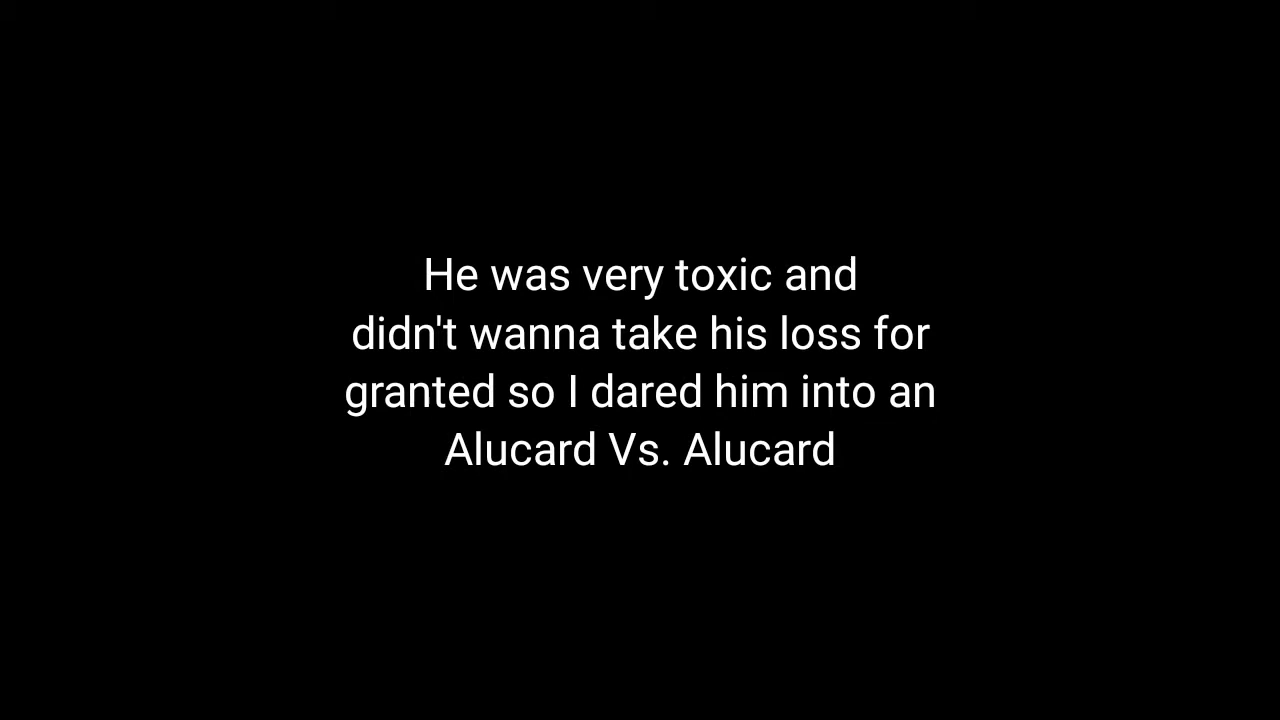 He was very toxic and
didn't wanna take his loss for
granted so I dared him into an
Alucard Vs. Alucard